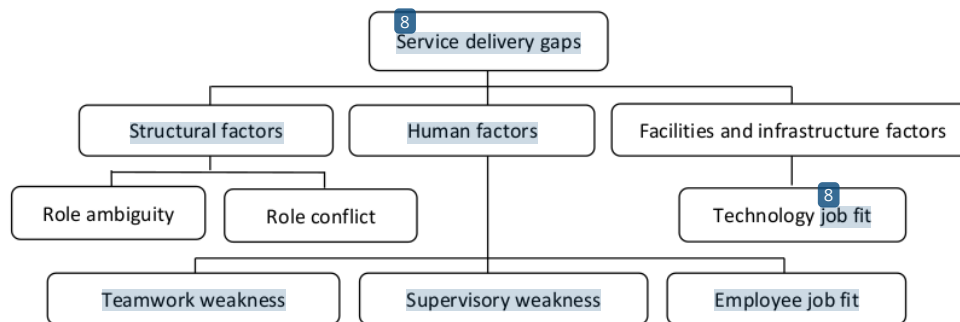 8
Service delivery gaps
Structural factors
Human factors
Facilities and infrastructure factors
Role ambiguity
Role conflict
8
Technology job fit
Teamwork weakness
Supervisory weakness
Employee job fit